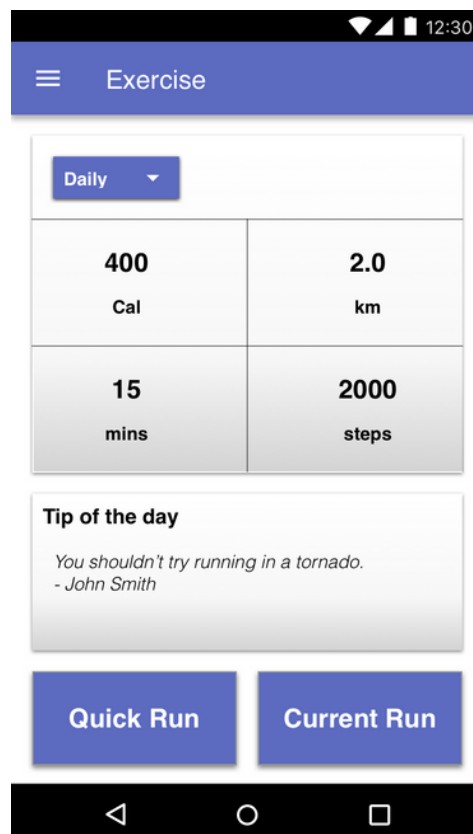 12:30
Exercise
Daily
400
2.0
Cal
km
15
2000
mins
steps
Tip of the day
You shouldn't try running in a tornado.
- John Smith
Quick Run
Current Run